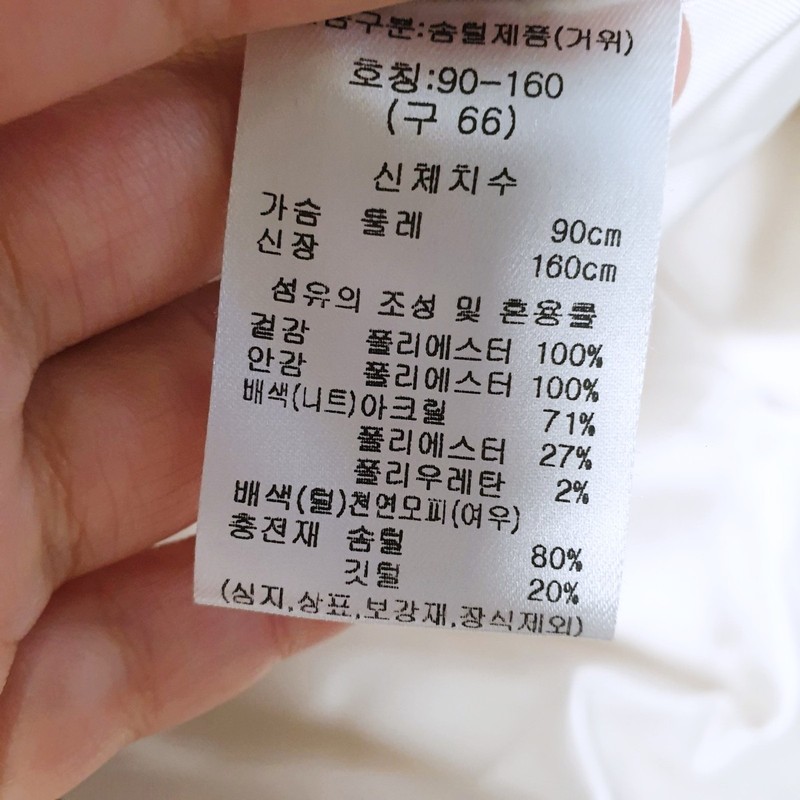 구분:솜털제품(거위)
호칭:90-160
(구 66)
신체치수
가슴 둘레 90cm
신장 160cm
섬유의 조성 및 혼용률
겉감 폴리에스터 100%
안감 폴리에스터 100%
배색(니트)아크릴 71%
폴리에스터 27%
폴리우레탄 2%
배색(털)천연모피(여우)
충전재 솜털 80%
깃털 20%
(심지,상표,보강재,장식제외)